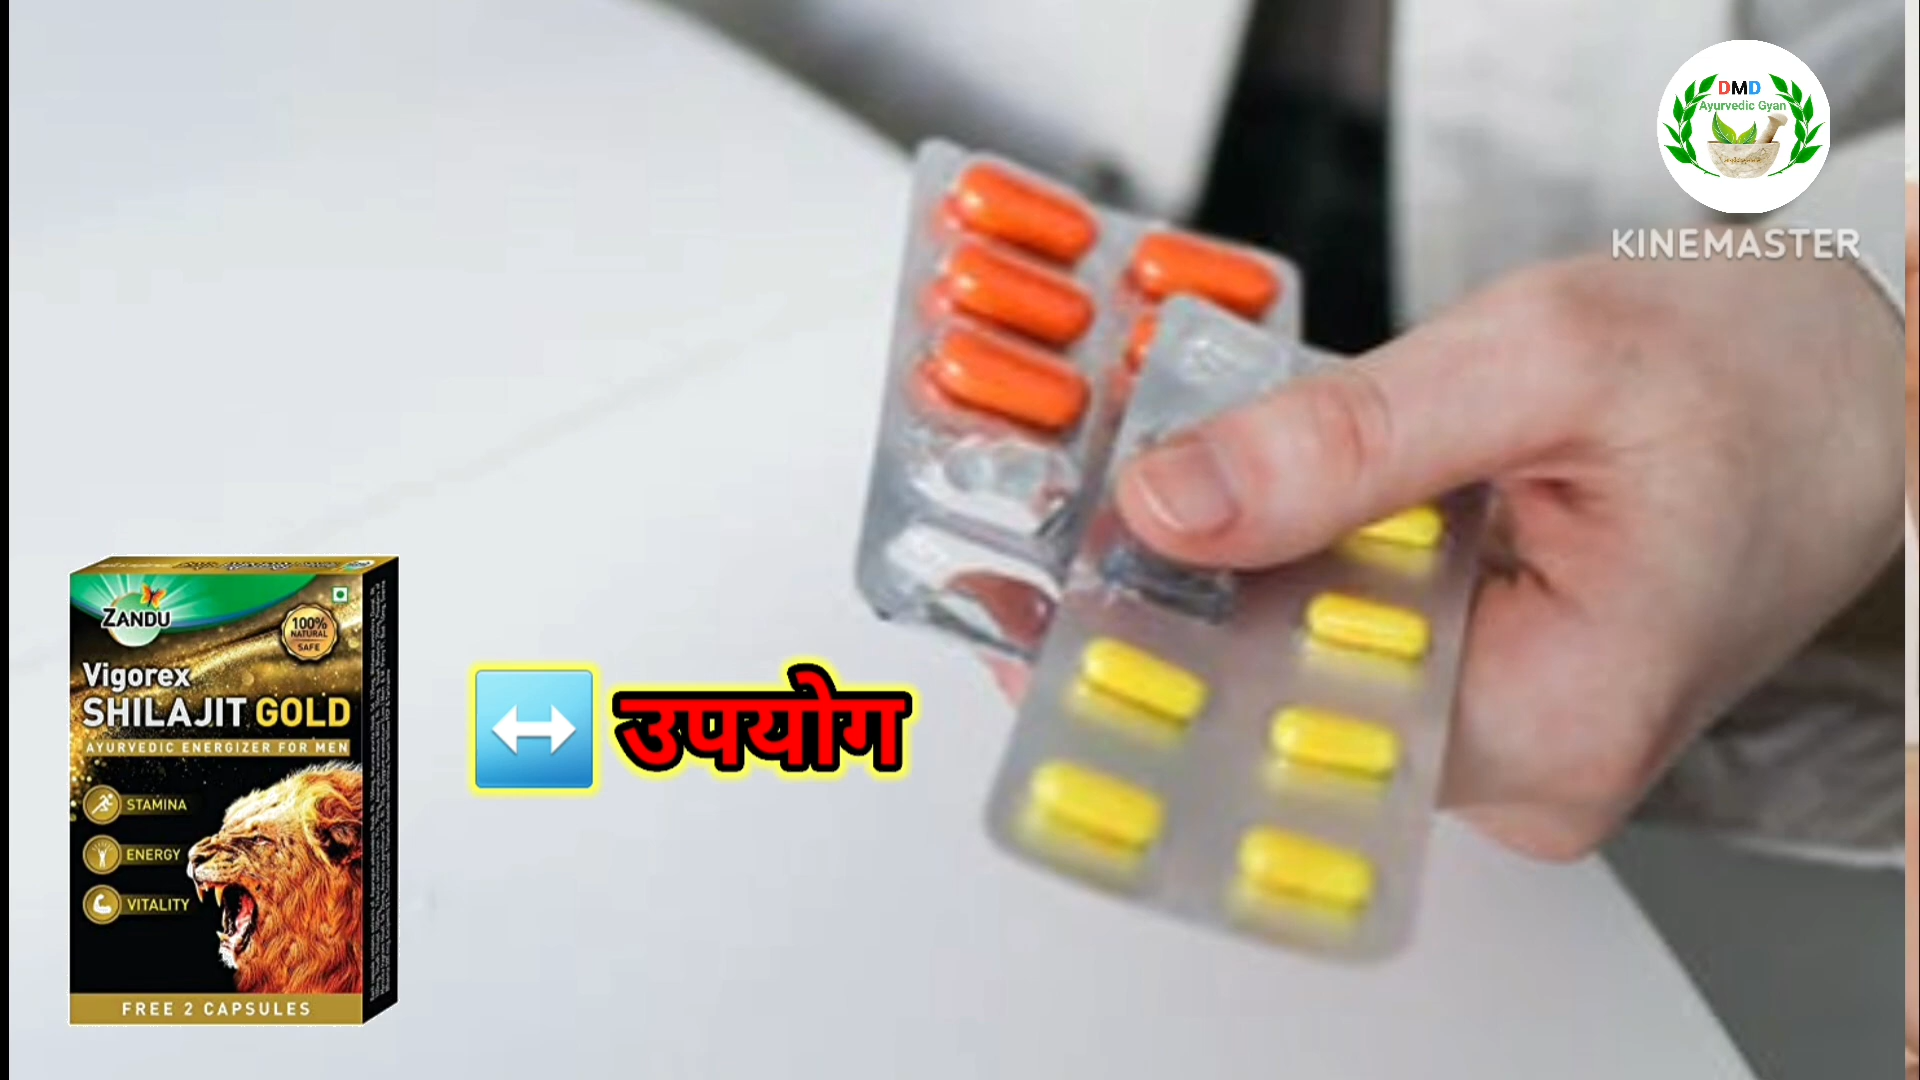 DMD
Ayurvedic Gyan
KINEMASTER
ZANDU
100%
NATURAL
SAFE
Vigorex
SHILAJIT GOLD
AYURVEDIC ENERGIZER FOR MEN
STAMINA
ENERGY
VITALITY
FREE 2 CAPSULES
उपयोग